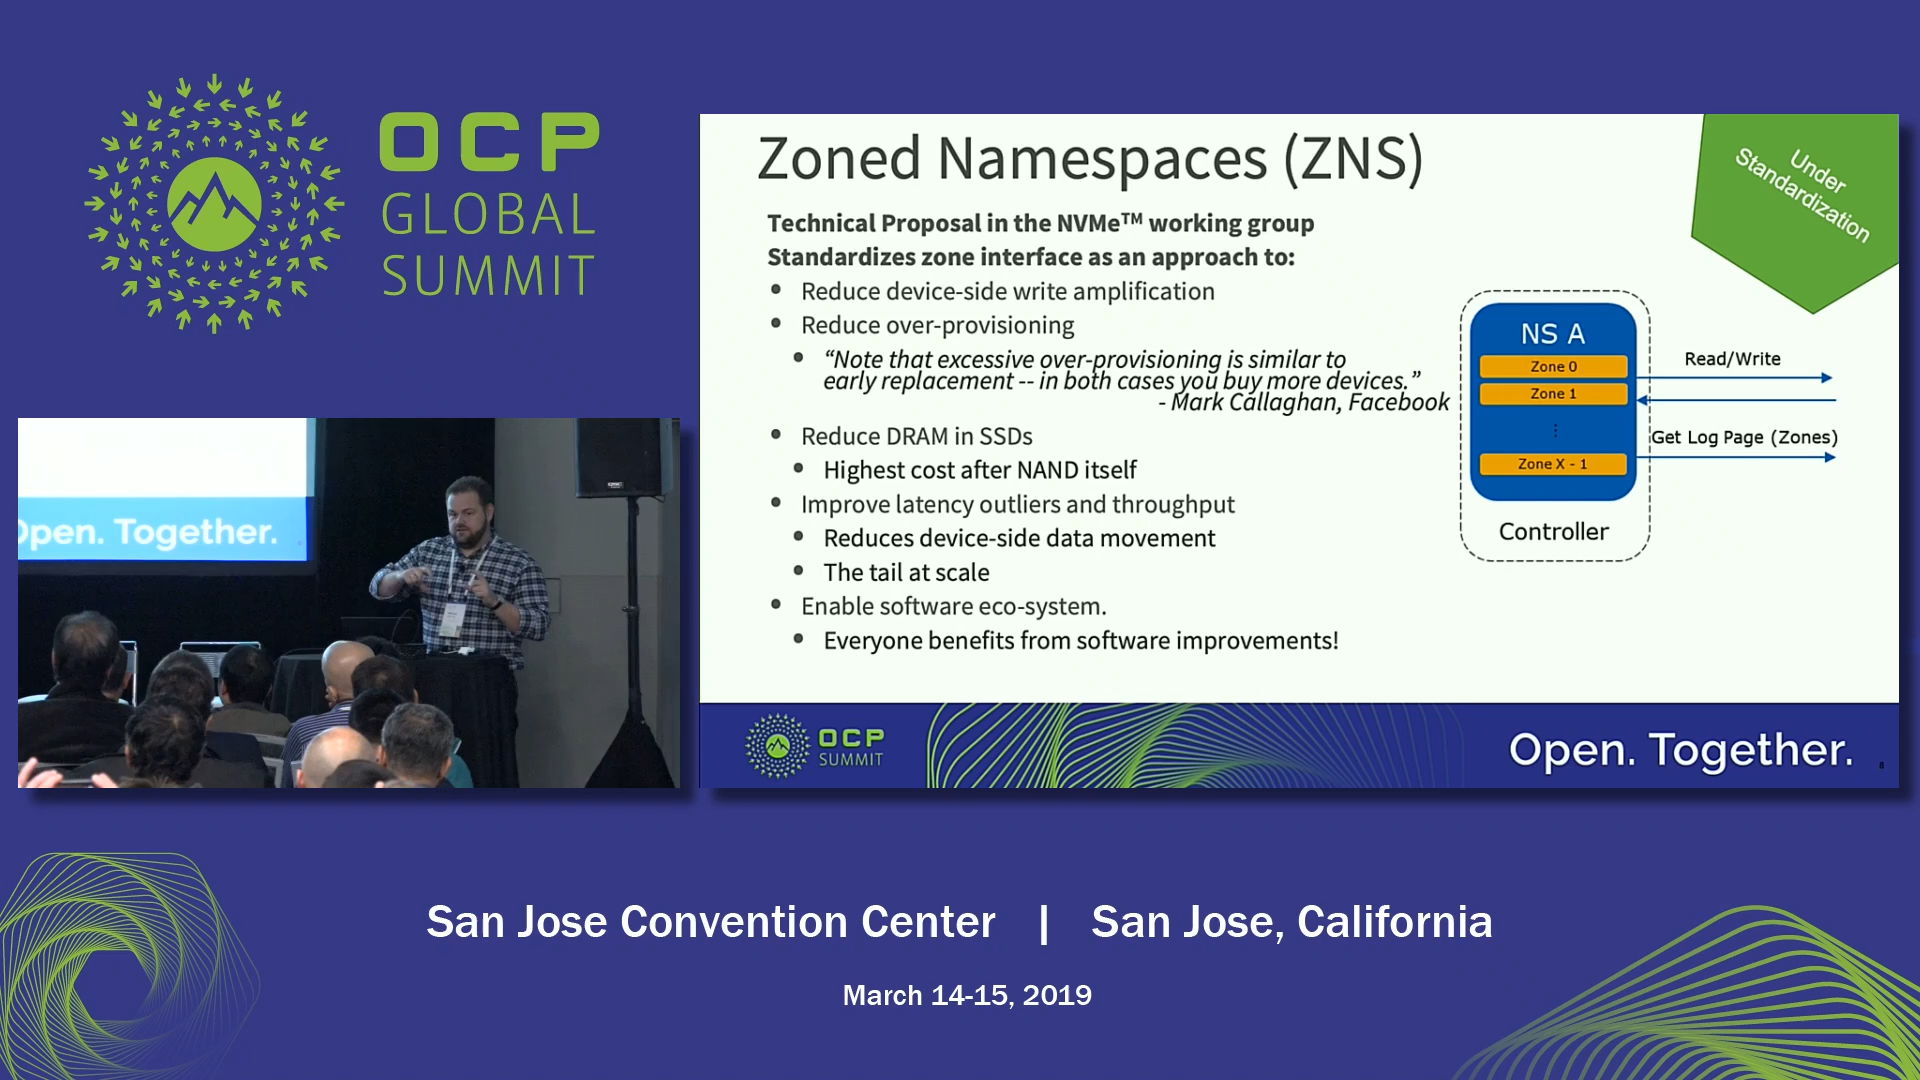 OCP
GLOBAL
SUMMIT
Zoned Namespaces (ZNS)
Under
Standardization
Technical Proposal in the NVMe™ working group
Standardizes zone interface as an approach to:
• Reduce device-side write amplification
• Reduce over-provisioning
• “Note that excessive over-provisioning is similar to
early replacement -- in both cases you buy more devices.”
- Mark Callaghan, Facebook
• Reduce DRAM in SSDs
• Highest cost after NAND itself
• Improve latency outliers and throughput
• Reduces device-side data movement
• The tail at scale
• Enable software eco-system.
• Everyone benefits from software improvements!
NS A
Zone 0
Zone 1
⋮
Zone X - 1
Controller
Read/Write
Get Log Page (Zones)
OCP
SUMMIT
Open. Together.
8
Open. Together.
San Jose Convention Center | San Jose, California
March 14-15, 2019